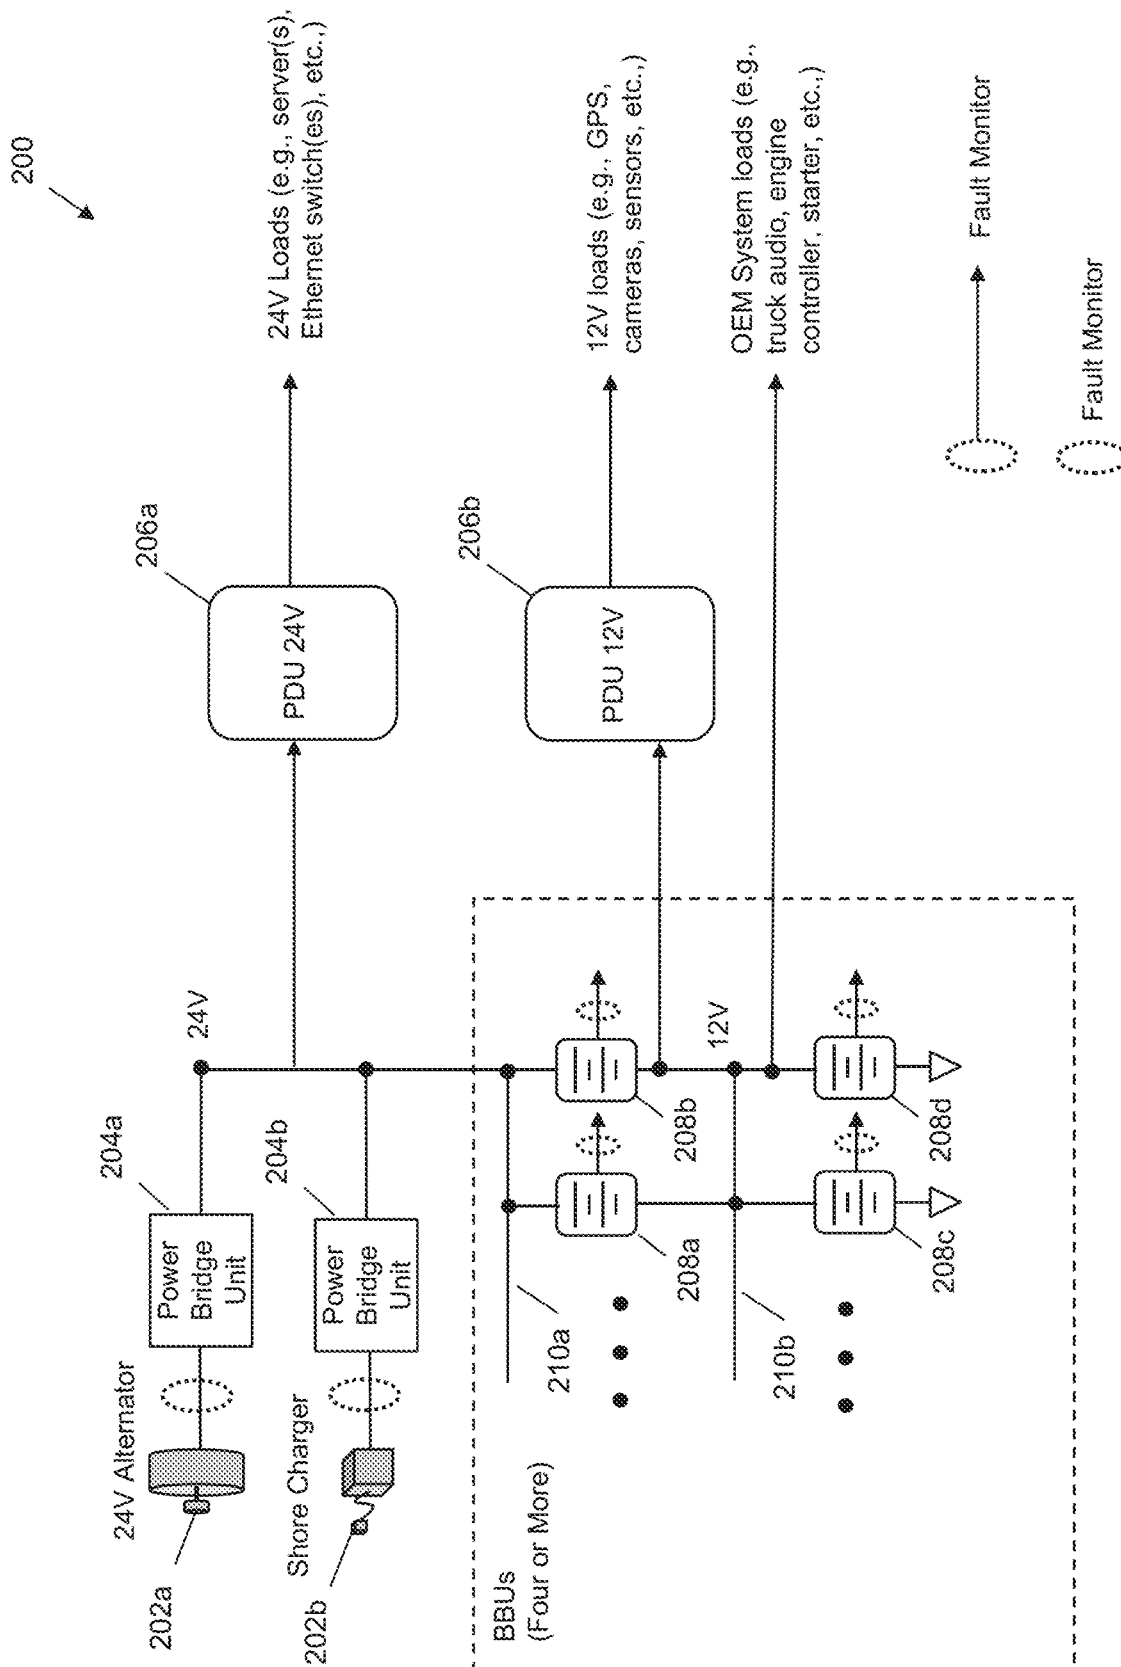 200
24V Alternator
202a
Power
Bridge
Unit
204a
24V
PDU 24V
206a
24V Loads (e.g., server(s),
Ethernet switch(es), etc.,)
Shore Charger
202b
Power
Bridge
Unit
204b
BBUs
(Four or More)
210a
208a
208b
PDU 12V
206b
12V loads (e.g., GPS,
cameras, sensors, etc.,)
12V
210b
208c
208d
OEM System loads (e.g.,
truck audio, engine
controller, starter, etc.,)
Fault Monitor
Fault Monitor